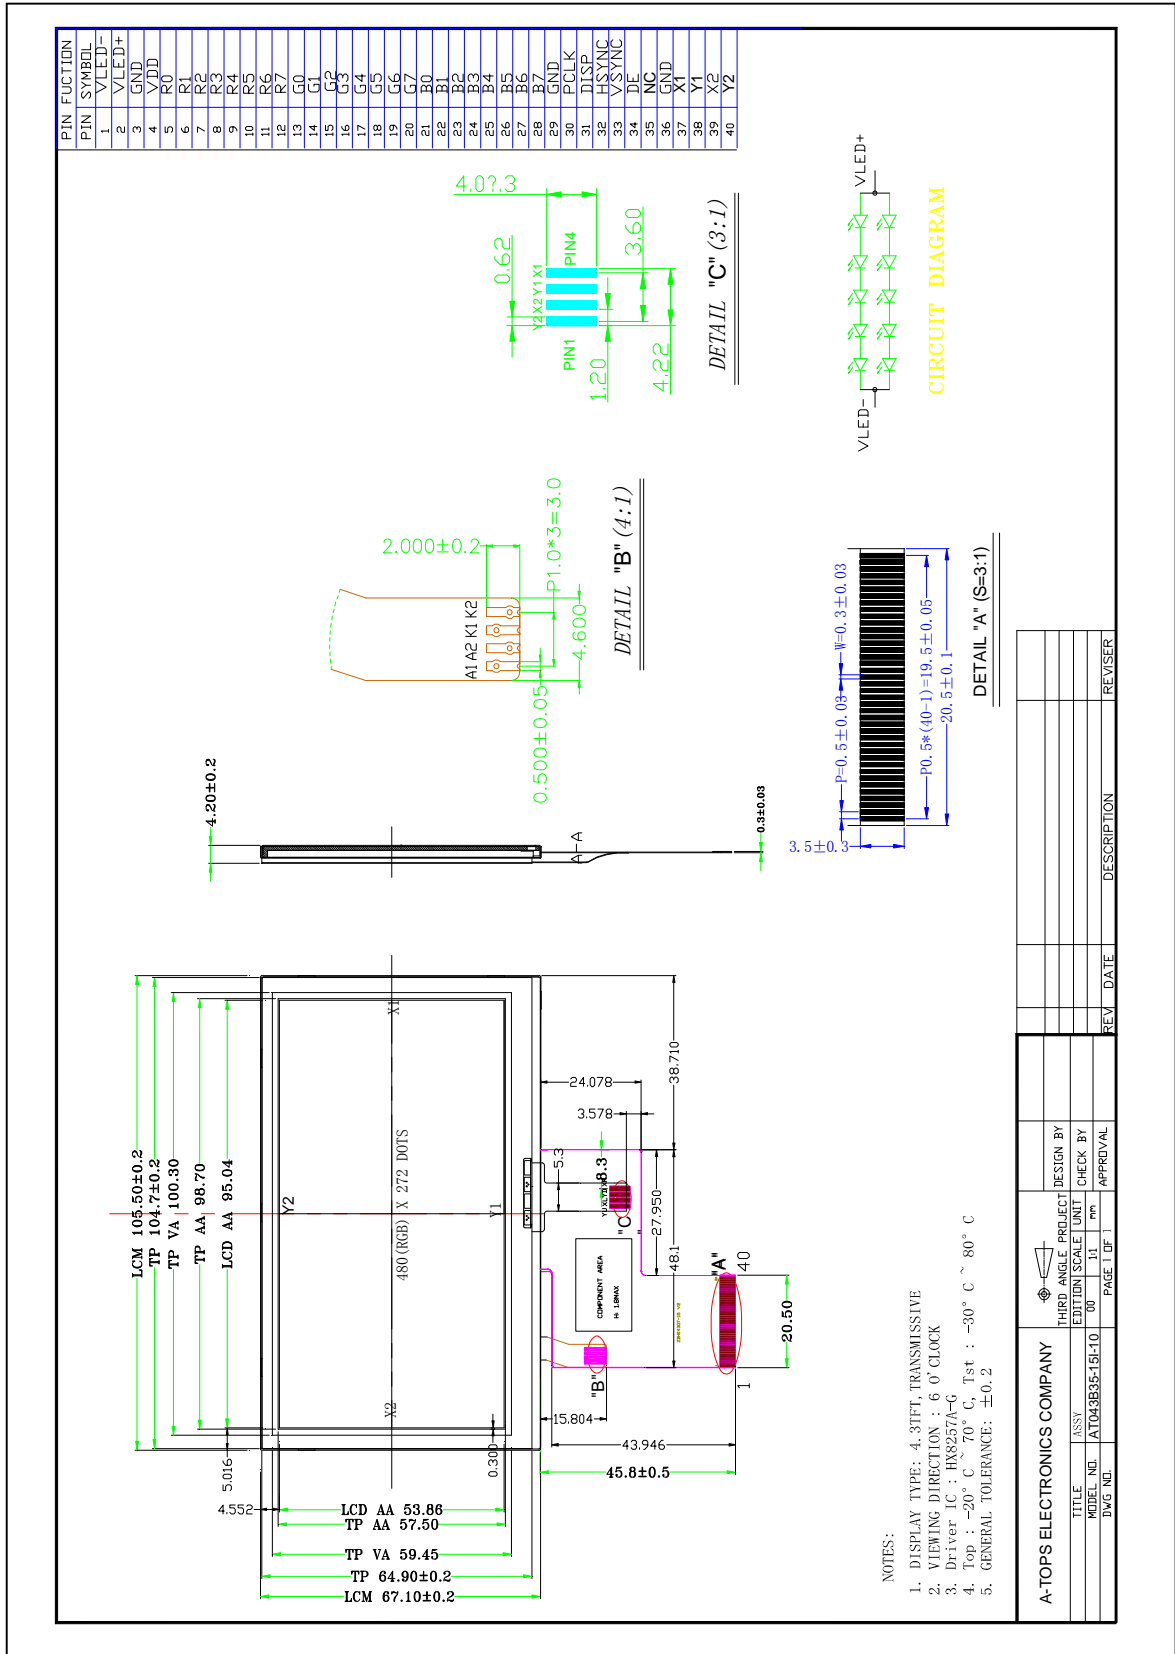 PIN FUCTION
PIN SYMBOL
1 VLED-
2 VLED+
3 GND
4 VDD
5 R0
6 R1
7 R2
8 R3
9 R4
10 R5
11 R6
12 R7
13 G0
14 G1
15 G2
16 G3
17 G4
18 G5
19 G6
20 G7
21 B0
22 B1
23 B2
24 B3
25 B4
26 B5
27 B6
28 B7
29 GND
30 PCLK
31 DISP
32 HSYNC
33 VSYNC
34 DE
35 NC
36 GND
37 X1
38 Y1
39 X2
40 Y2
LCM 105.50±0.2
TP 104.7±0.2
TP VA 100.30
TP AA 98.70
LCD AA 95.04
5.016
4.552
LCD AA 53.86
TP AA 57.50
TP VA 59.45
TP 64.90±0.2
LCM 67.10±0.2
0.300
Y2
X1
Y1
X2
480(RGB) X 272 DOTS
38.710
24.078
3.578
5.3
8.3
27.950
48.1
"C"
"B"
"A"
40
1
COMPONENT AREA
H: 1.8MAX
20.50
15.804
43.946
45.8±0.5
4.20±0.2
A-A
0.3±0.03
2.000±0.2
P1.0*3=3.0
A1 A2 K1 K2
4.600
0.500±0.05
DETAIL "B" (4:1)
4.0?.3
0.62
Y2X2Y1X1
PIN4
PIN1
3.60
1.20
4.22
DETAIL "C" (3:1)
VLED+
VLED-
CIRCUIT DIAGRAM
W=0.3±0.03
P=0.5±0.03
P0.5*(40-1)=19.5±0.05
20.5±0.1
3.5±0.3
DETAIL "A" (S=3:1)
NOTES:
1. DISPLAY TYPE: 4.3TFT, TRANSMISSIVE
2. VIEWING DIRECTION : 6 O'CLOCK
3. Driver IC : HX8257A-G
4. Top : -20° C ~ 70° C, Tst : -30° C ~ 80° C
5. GENERAL TOLERANCE: ±0.2
REV DATE DESCRIPTION REVISER
A-TOPS ELECTRONICS COMPANY
THIRD ANGLE PROJECT DESIGN BY
TITLE ASSY EDITION SCALE UNIT CHECK BY
MODEL NO. AT043B35-15I-10 00 1:1 mm
DWG NO. PAGE 1 OF 1 APPROVAL